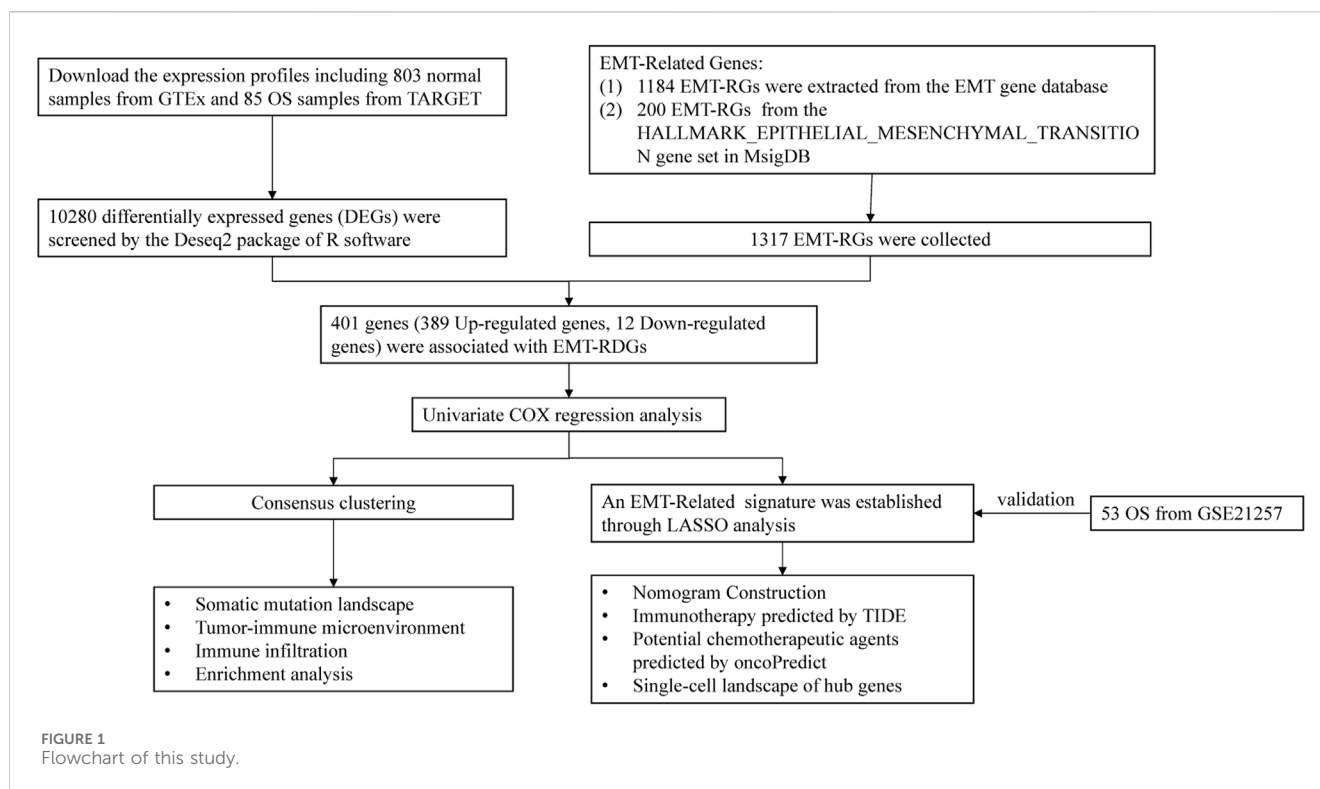 Download the expression profiles including 803 normal
samples from GTEx and 85 OS samples from TARGET
EMT-Related Genes:
(1) 1184 EMT-RGs were extracted from the EMT gene database
(2) 200 EMT-RGs from the
HALLMARK_EPITHELIAL_MESENCHYMAL_TRANSITIO
N gene set in MsigDB
10280 differentially expressed genes (DEGs) were
screened by the Deseq2 package of R software
1317 EMT-RGs were collected
401 genes (389 Up-regulated genes, 12 Down-regulated
genes) were associated with EMT-RDGs
Univariate COX regression analysis
Consensus clustering
An EMT-Related signature was established
through LASSO analysis
validation
53 OS from GSE21257
• Somatic mutation landscape
• Tumor-immune microenvironment
• Immune infiltration
• Enrichment analysis
• Nomogram Construction
• Immunotherapy predicted by TIDE
• Potential chemotherapeutic agents
predicted by oncoPredict
• Single-cell landscape of hub genes
FIGURE 1
Flowchart of this study.